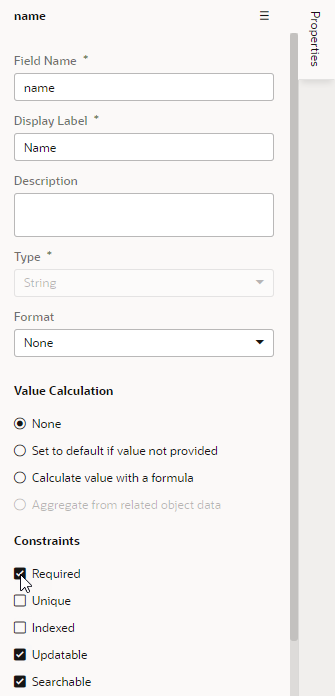 name
Properties
Field Name *
name
Display Label *
Name
Description
Type *
String
Format
None
Value Calculation
None
Set to default if value not provided
Calculate value with a formula
Aggregate from related object data
Constraints
Required
Unique
Indexed
Updatable
Searchable